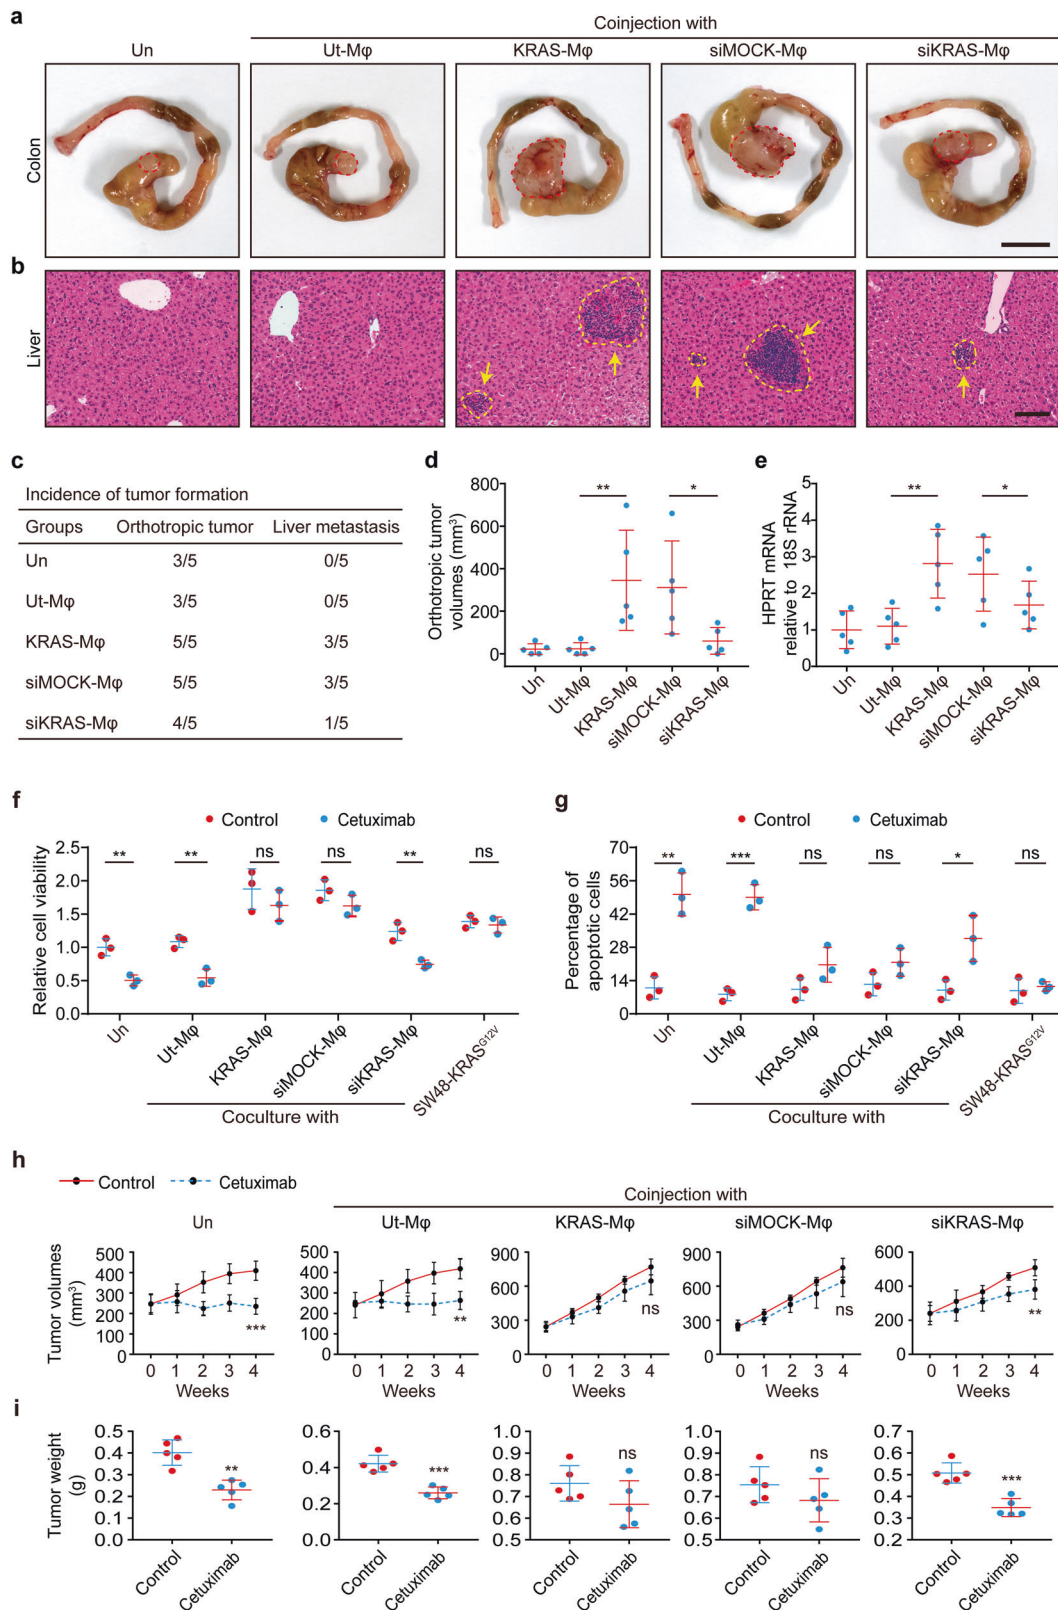 a
Coinjection with
Un
Ut-Mφ
KRAS-Mφ
siMOCK-Mφ
siKRAS-Mφ
Colon
b
Liver
c
Incidence of tumor formation
Groups Orthotropic tumor Liver metastasis
Un 3/5 0/5
Ut-Mφ 3/5 0/5
KRAS-Mφ 5/5 3/5
siMOCK-Mφ 5/5 3/5
siKRAS-Mφ 4/5 1/5
d
Orthotropic tumor
volumes (mm³)
800
600
400
200
0
** *
Un
Ut-Mφ
KRAS-Mφ
siMOCK-Mφ
siKRAS-Mφ
e
HPRT mRNA
relative to 18S rRNA
5
4
3
2
1
0
** *
Un
Ut-Mφ
KRAS-Mφ
siMOCK-Mφ
siKRAS-Mφ
f
Control Cetuximab
Relative cell viability
2.5
2.0
1.5
1.0
0.5
0.0
** ** ns ns ** ns
Un
Ut-Mφ
KRAS-Mφ
siMOCK-Mφ
siKRAS-Mφ
SW48-KRAS^G12V
Coculture with
g
Control Cetuximab
Percentage of
apoptotic cells
70
56
42
28
14
0
** *** ns ns * ns
Un
Ut-Mφ
KRAS-Mφ
siMOCK-Mφ
siKRAS-Mφ
SW48-KRAS^G12V
Coculture with
h
Control Cetuximab
Coinjection with
Un Ut-Mφ KRAS-Mφ siMOCK-Mφ siKRAS-Mφ
Tumor volumes
(mm³)
500
400
300
200
100
0
***
0 1 2 3 4
Weeks
500
400
300
200
100
0
**
0 1 2 3 4
Weeks
900
600
300
0
ns
0 1 2 3 4
Weeks
900
600
300
0
ns
0 1 2 3 4
Weeks
600
400
200
0
**
0 1 2 3 4
Weeks
i
Tumor weight
(g)
0.5
0.4
0.3
0.2
0.1
0.0
**
Control
Cetuximab
0.6
0.4
0.2
0.0
***
Control
Cetuximab
1.0
0.9
0.8
0.7
0.6
0.5
ns
Control
Cetuximab
1.0
0.9
0.8
0.7
0.6
0.5
ns
Control
Cetuximab
0.7
0.6
0.5
0.4
0.3
0.2
***
Control
Cetuximab